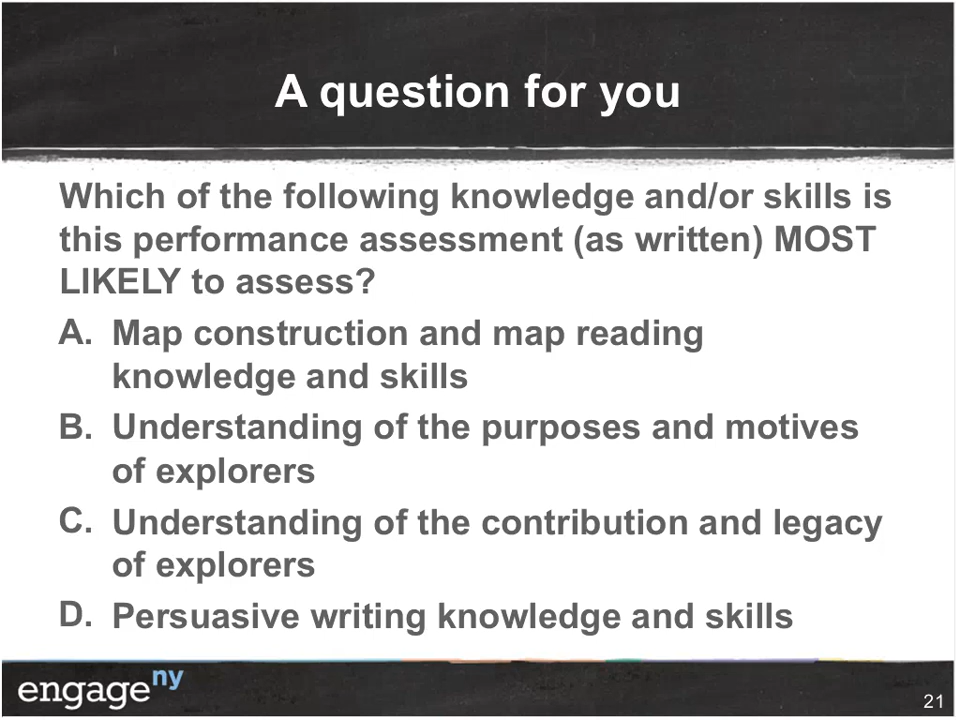 A question for you
Which of the following knowledge and/or skills is
this performance assessment (as written) MOST
LIKELY to assess?
A. Map construction and map reading
knowledge and skills
B. Understanding of the purposes and motives
of explorers
C. Understanding of the contribution and legacy
of explorers
D. Persuasive writing knowledge and skills
engageny
21